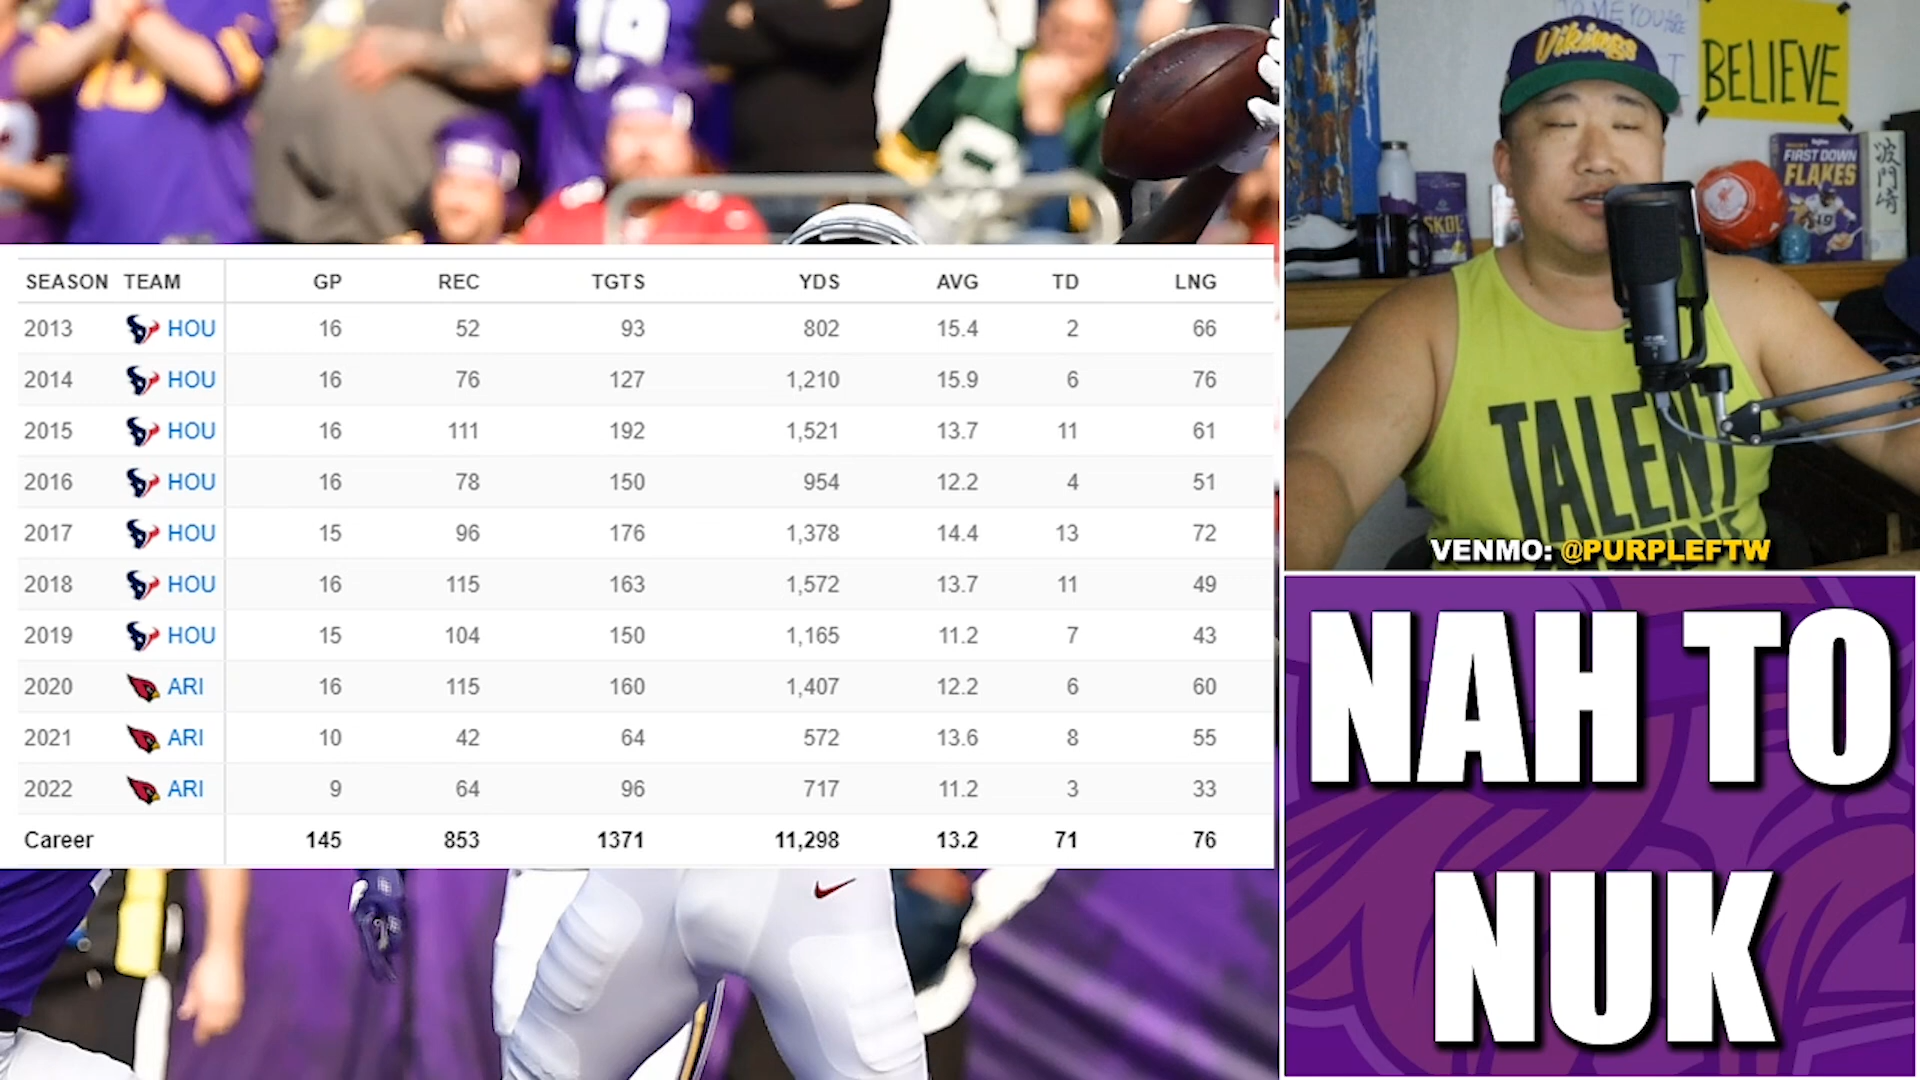 SEASON TEAM GP REC TGTS YDS AVG TD LNG
2013 HOU 16 52 93 802 15.4 2 66
2014 HOU 16 76 127 1,210 15.9 6 76
2015 HOU 16 111 192 1,521 13.7 11 61
2016 HOU 16 78 150 954 12.2 4 51
2017 HOU 15 96 176 1,378 14.4 13 72
2018 HOU 16 115 163 1,572 13.7 11 49
2019 HOU 15 104 150 1,165 11.2 7 43
2020 ARI 16 115 160 1,407 12.2 6 60
2021 ARI 10 42 64 572 13.6 8 55
2022 ARI 9 64 96 717 11.2 3 33
Career 145 853 1371 11,298 13.2 71 76
Vikings
BELIEVE
FIRST DOWN
FLAKES
SKOL
TALENT
VENMO: @PURPLEFTW
NAH TO
NUK